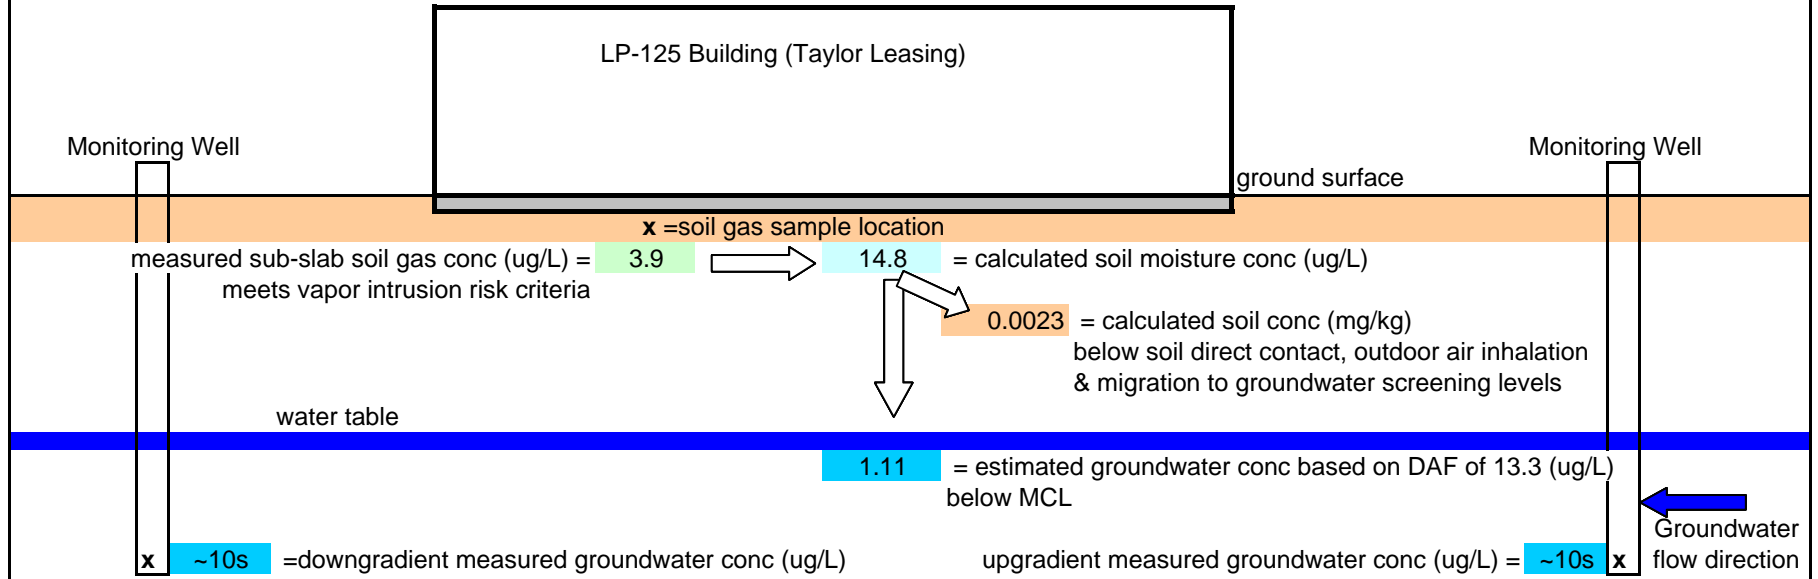 LP-125 Building (Taylor Leasing)
Monitoring Well
Monitoring Well
ground surface
x =soil gas sample location
measured sub-slab soil gas conc (ug/L) = 3.9
14.8 = calculated soil moisture conc (ug/L)
meets vapor intrusion risk criteria
0.0023 = calculated soil conc (mg/kg)
below soil direct contact, outdoor air inhalation
& migration to groundwater screening levels
water table
1.11 = estimated groundwater conc based on DAF of 13.3 (ug/L)
below MCL
Groundwater
flow direction
x ~10s =downgradient measured groundwater conc (ug/L)
upgradient measured groundwater conc (ug/L) = ~10s x